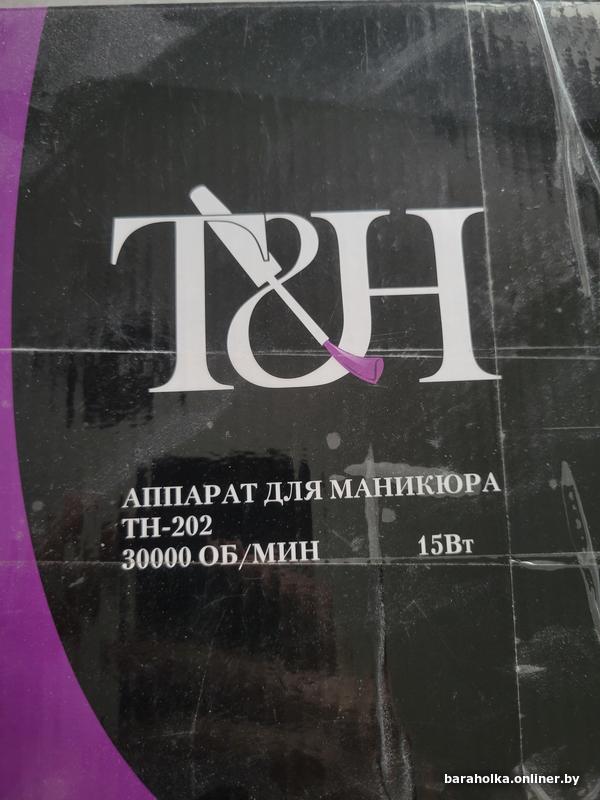 T&H
АППАРАТ ДЛЯ МАНИКЮРА
TH-202
30000 ОБ/МИН 15Вт
baraholka.onliner.by